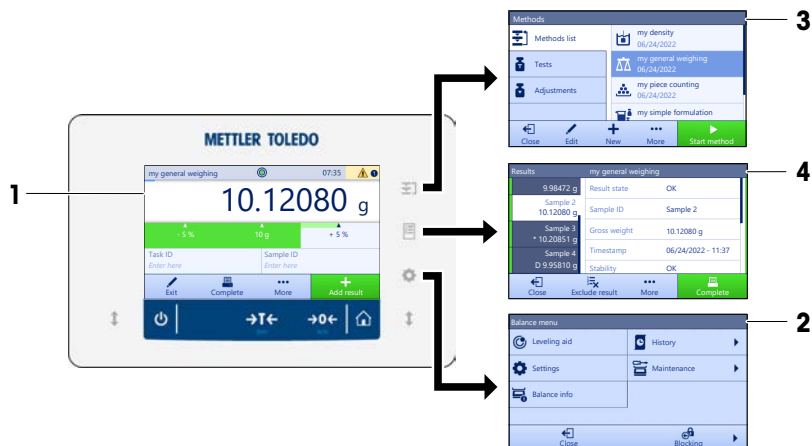 Methods
3
Methods list
my density
06/24/2022
Tests
my general weighing
06/24/2022
Adjustments
my piece counting
06/24/2022
my simple formulation
Close
Edit
New
More
Start method
METTLER TOLEDO
1
my general weighing
07:35
10.12080 g
- 5 %
10 g
+ 5 %
Task ID
Sample ID
Enter here
Enter here
Exit
Complete
More
Add result
→T←
→0←
Results
my general weighing
4
9.98472 g
Result state
OK
Sample 2
10.12080 g
Sample ID
Sample 2
Sample 3
* 10.20851 g
Gross weight
10.12080 g
Sample 4
D 9.95810 g
Timestamp
06/24/2022 - 11:37
Stability
OK
Close
Exclude result
More
Complete
Balance menu
2
Leveling aid
History
Settings
Maintenance
Balance info
Close
Blocking